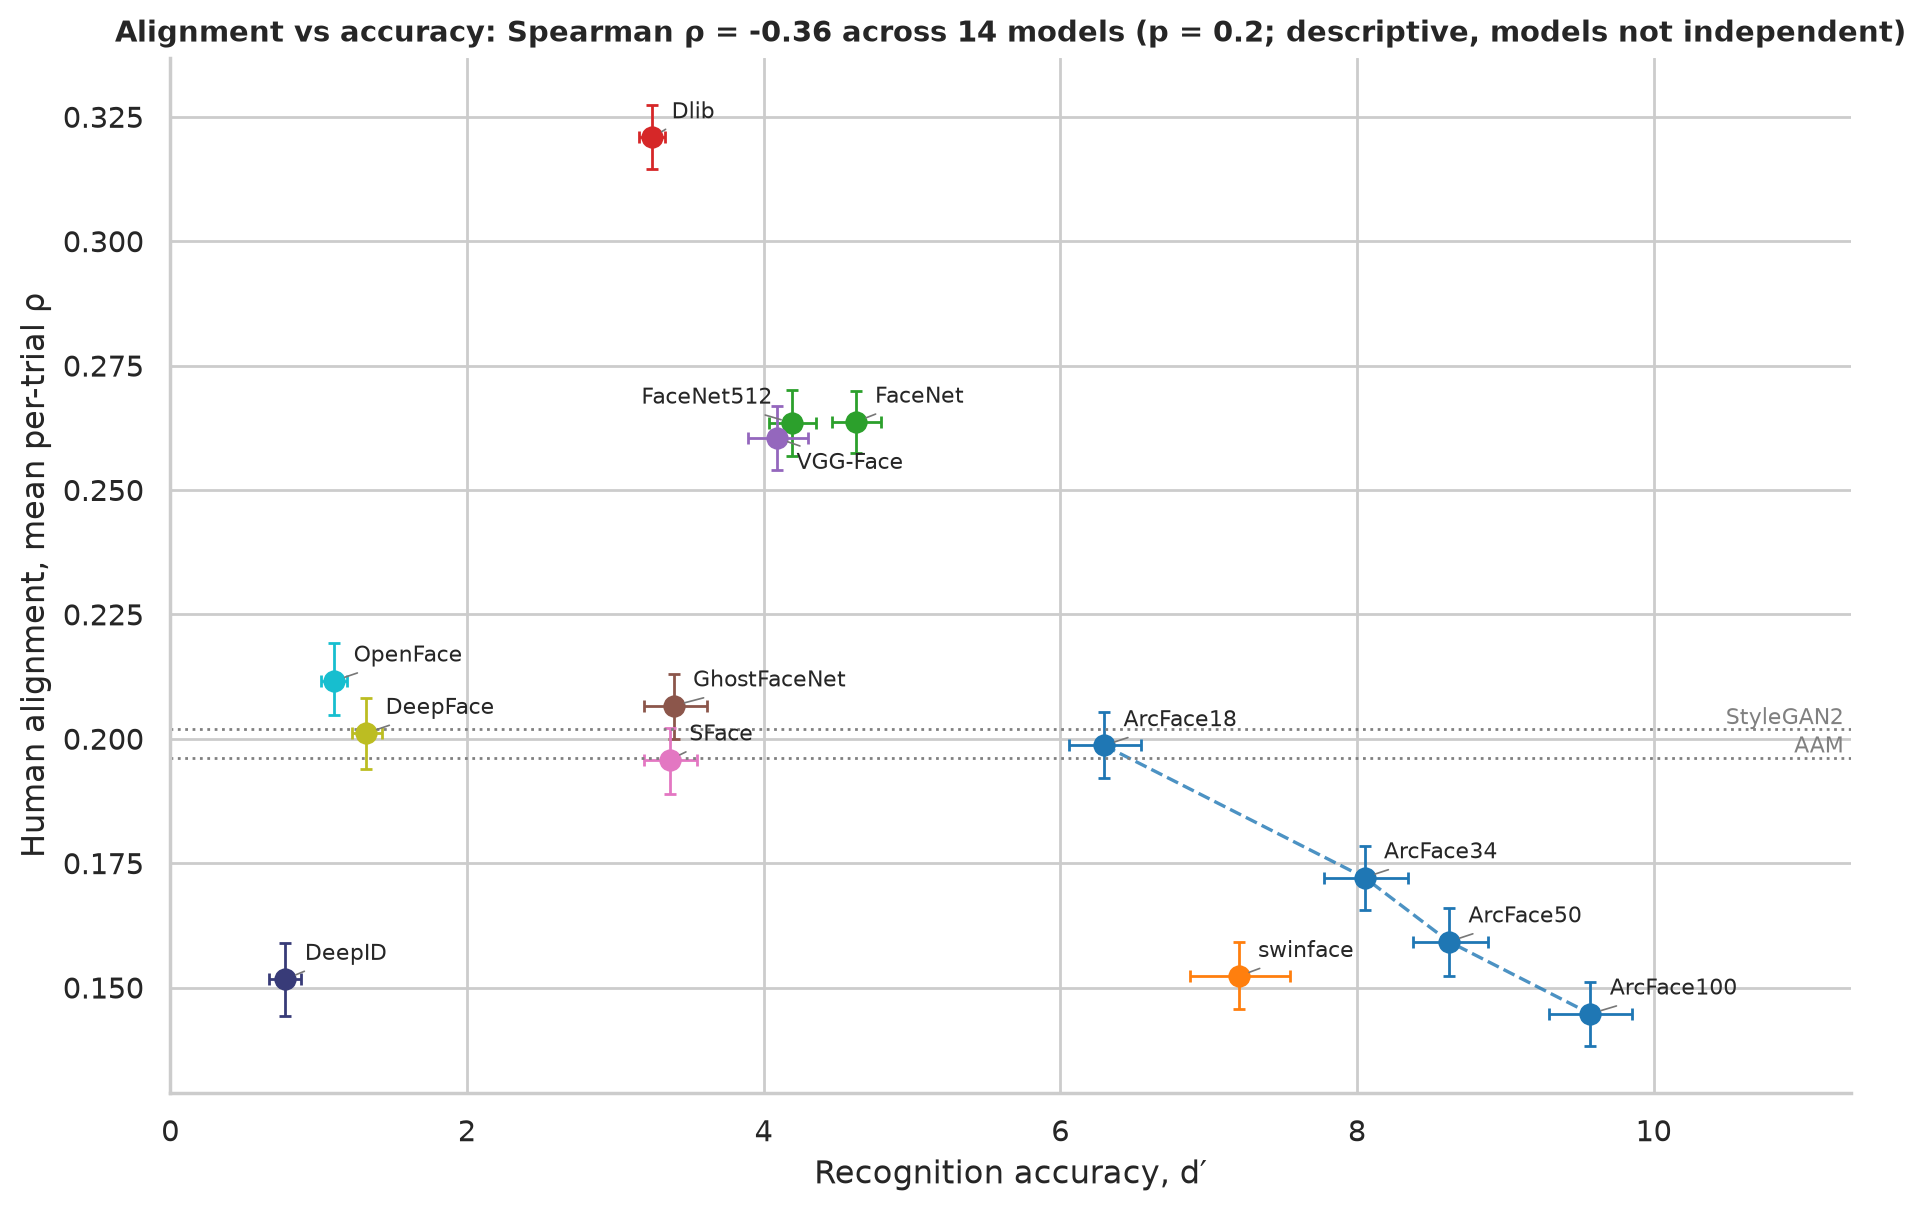 Alignment vs accuracy: Spearman ρ = -0.36 across 14 models (p = 0.2; descriptive, models not independent)
Human alignment, mean per-trial ρ
0.325
0.300
0.275
0.250
0.225
0.200
0.175
0.150
Dlib
FaceNet512
FaceNet
VGG-Face
OpenFace
GhostFaceNet
DeepFace
SFace
ArcFace18
StyleGAN2
AAM
ArcFace34
ArcFace50
DeepID
swinface
ArcFace100
0
2
4
6
8
10
Recognition accuracy, d′